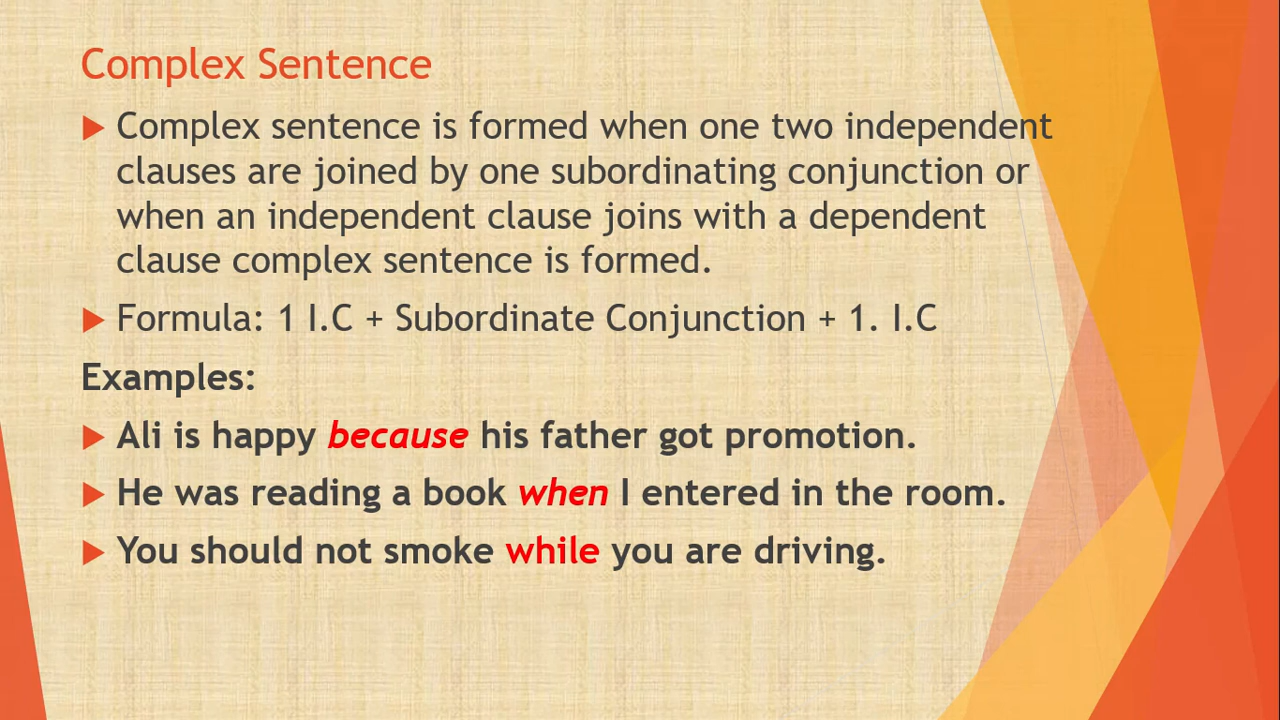 Complex Sentence
Complex sentence is formed when one two independent
clauses are joined by one subordinating conjunction or
when an independent clause joins with a dependent
clause complex sentence is formed.
Formula: 1 I.C + Subordinate Conjunction + 1. I.C
Examples:
Ali is happy because his father got promotion.
He was reading a book when I entered in the room.
You should not smoke while you are driving.